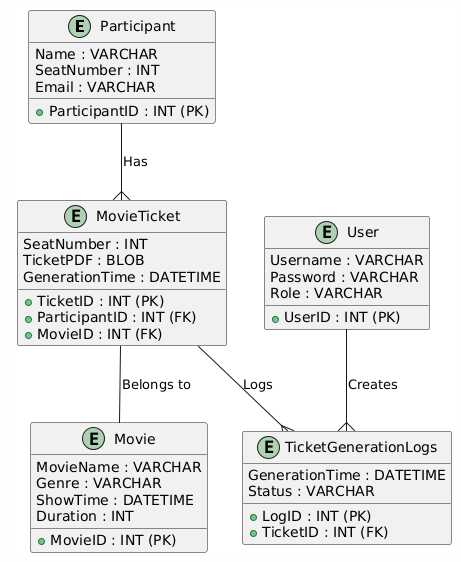 E Participant
Name : VARCHAR
SeatNumber : INT
Email : VARCHAR
ParticipantID : INT (PK)
Has
E MovieTicket
SeatNumber : INT
TicketPDF : BLOB
GenerationTime : DATETIME
TicketID : INT (PK)
ParticipantID : INT (FK)
MovieID : INT (FK)
E User
Username : VARCHAR
Password : VARCHAR
Role : VARCHAR
UserID : INT (PK)
Belongs to
Logs
Creates
E Movie
MovieName : VARCHAR
Genre : VARCHAR
ShowTime : DATETIME
Duration : INT
MovieID : INT (PK)
E TicketGenerationLogs
GenerationTime : DATETIME
Status : VARCHAR
LogID : INT (PK)
TicketID : INT (FK)